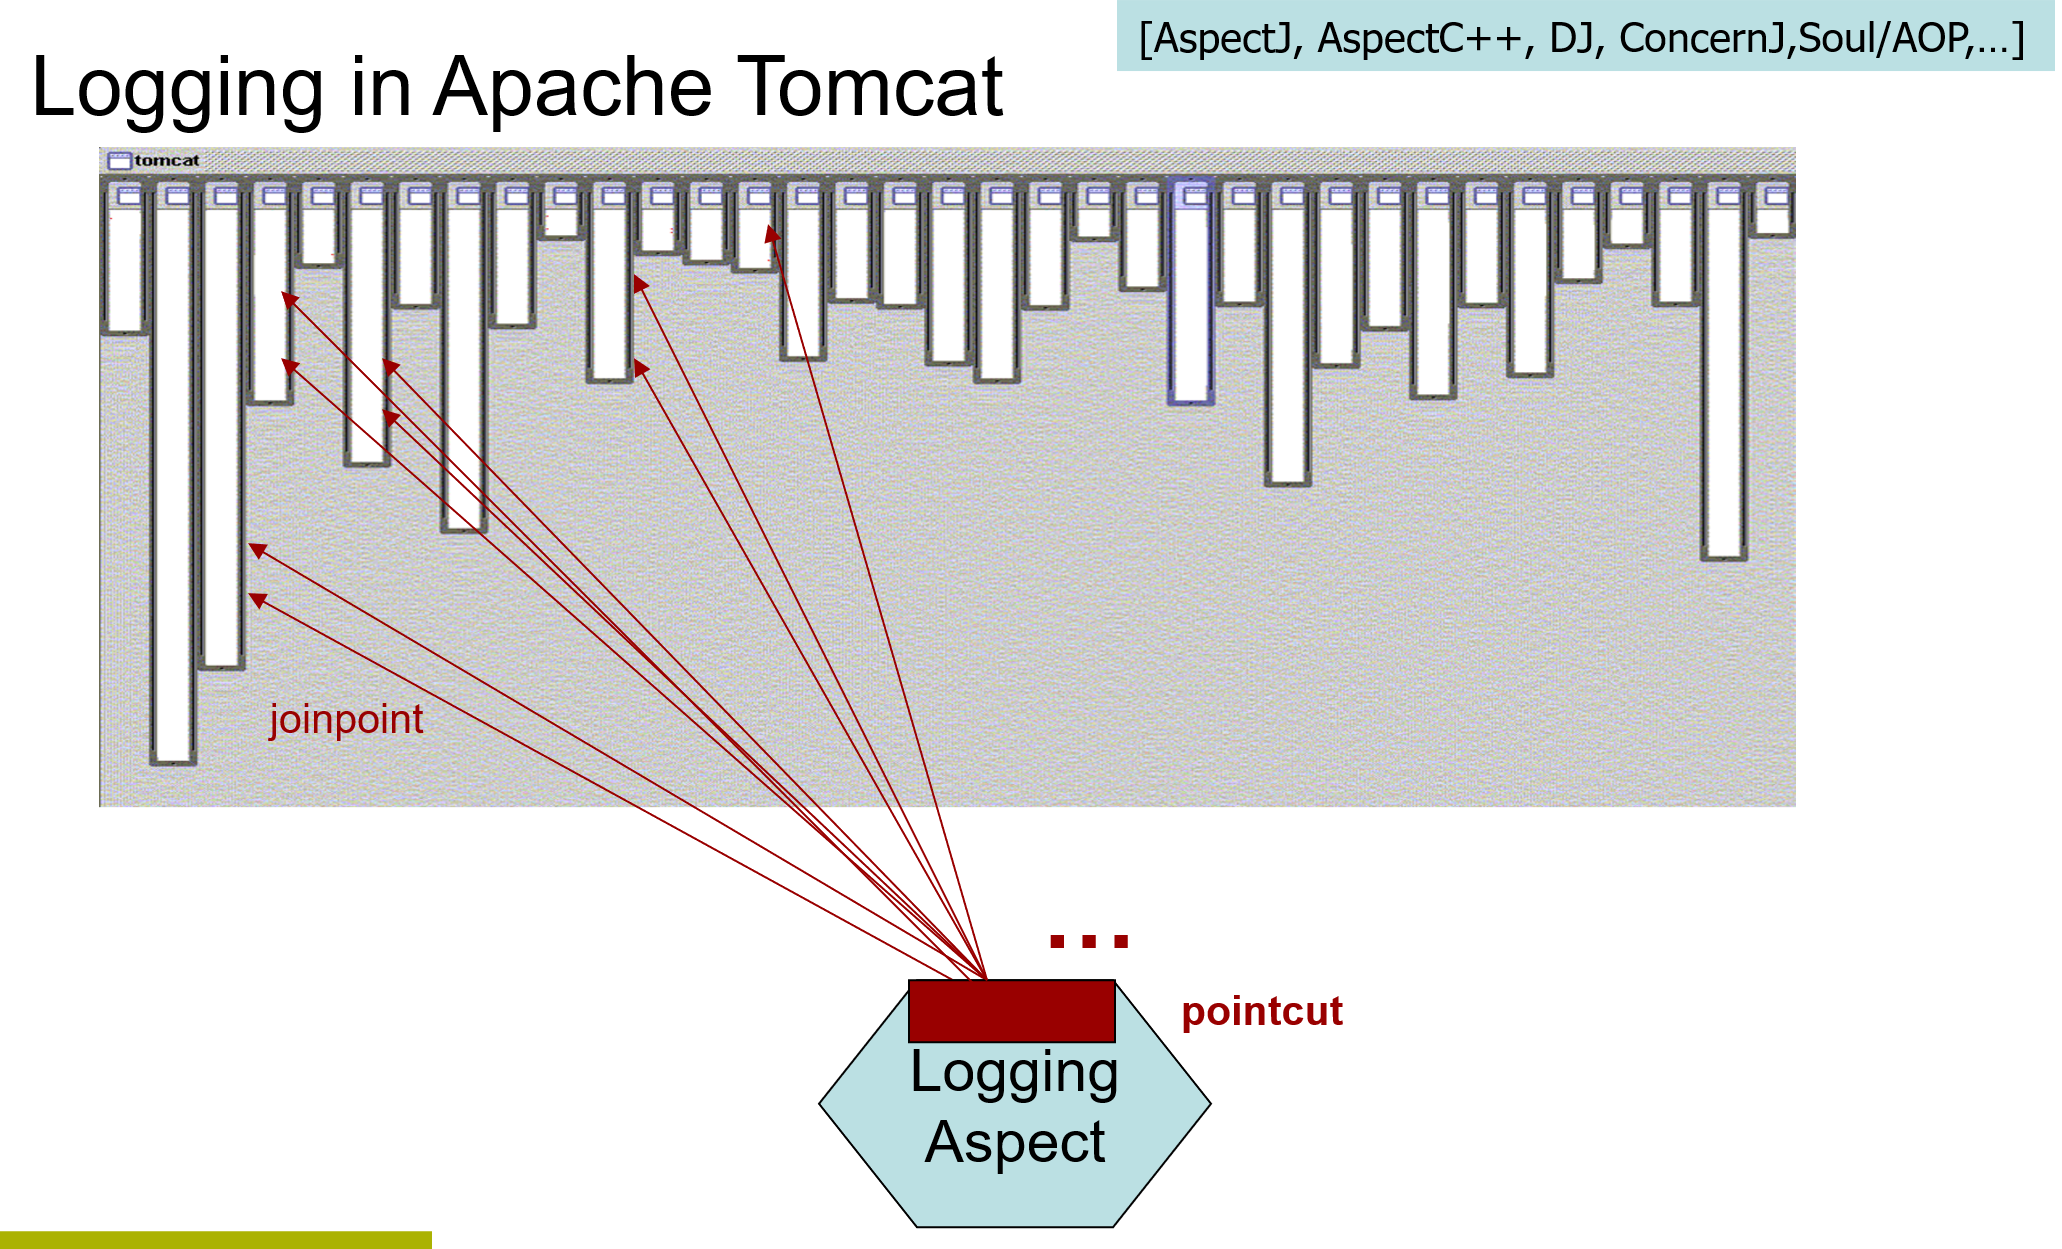 [AspectJ, AspectC++, DJ, ConcernJ,Soul/AOP,...]
Logging in Apache Tomcat
tomcat
joinpoint
...
pointcut
Logging
Aspect